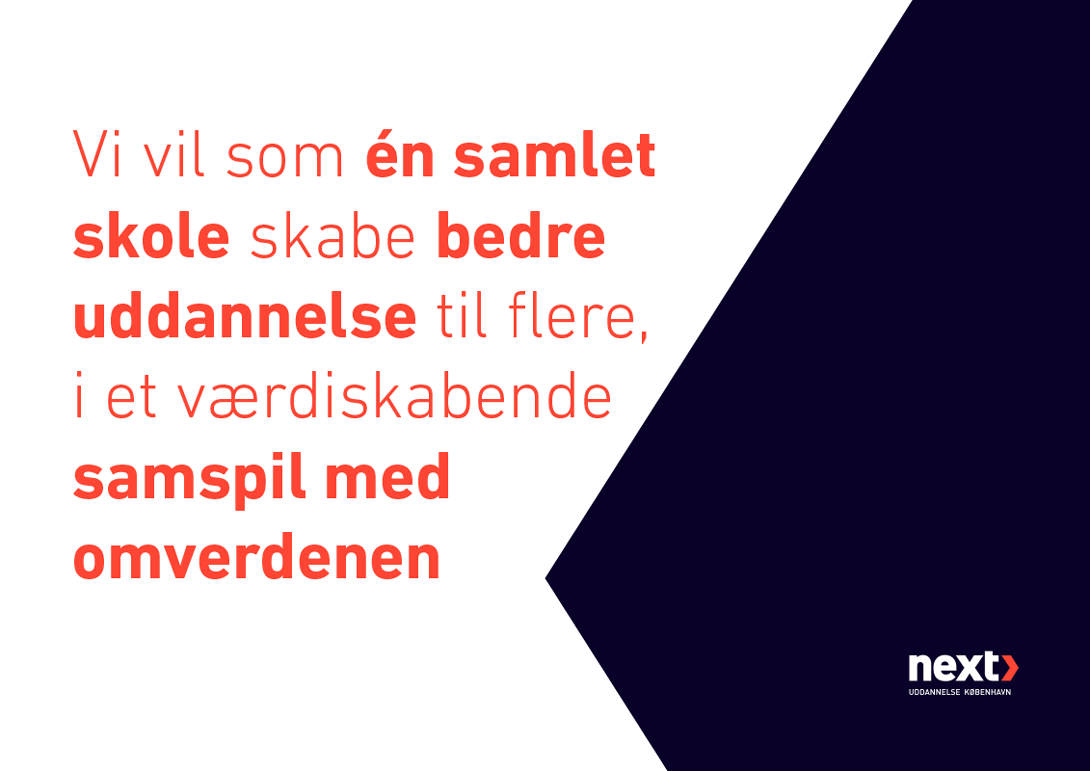 Vi vil som én samlet
skole skabe bedre
uddannelse til flere,
i et værdiskabende
samspil med
omverdenen
next
UDDANNELSE KØBENHAVN